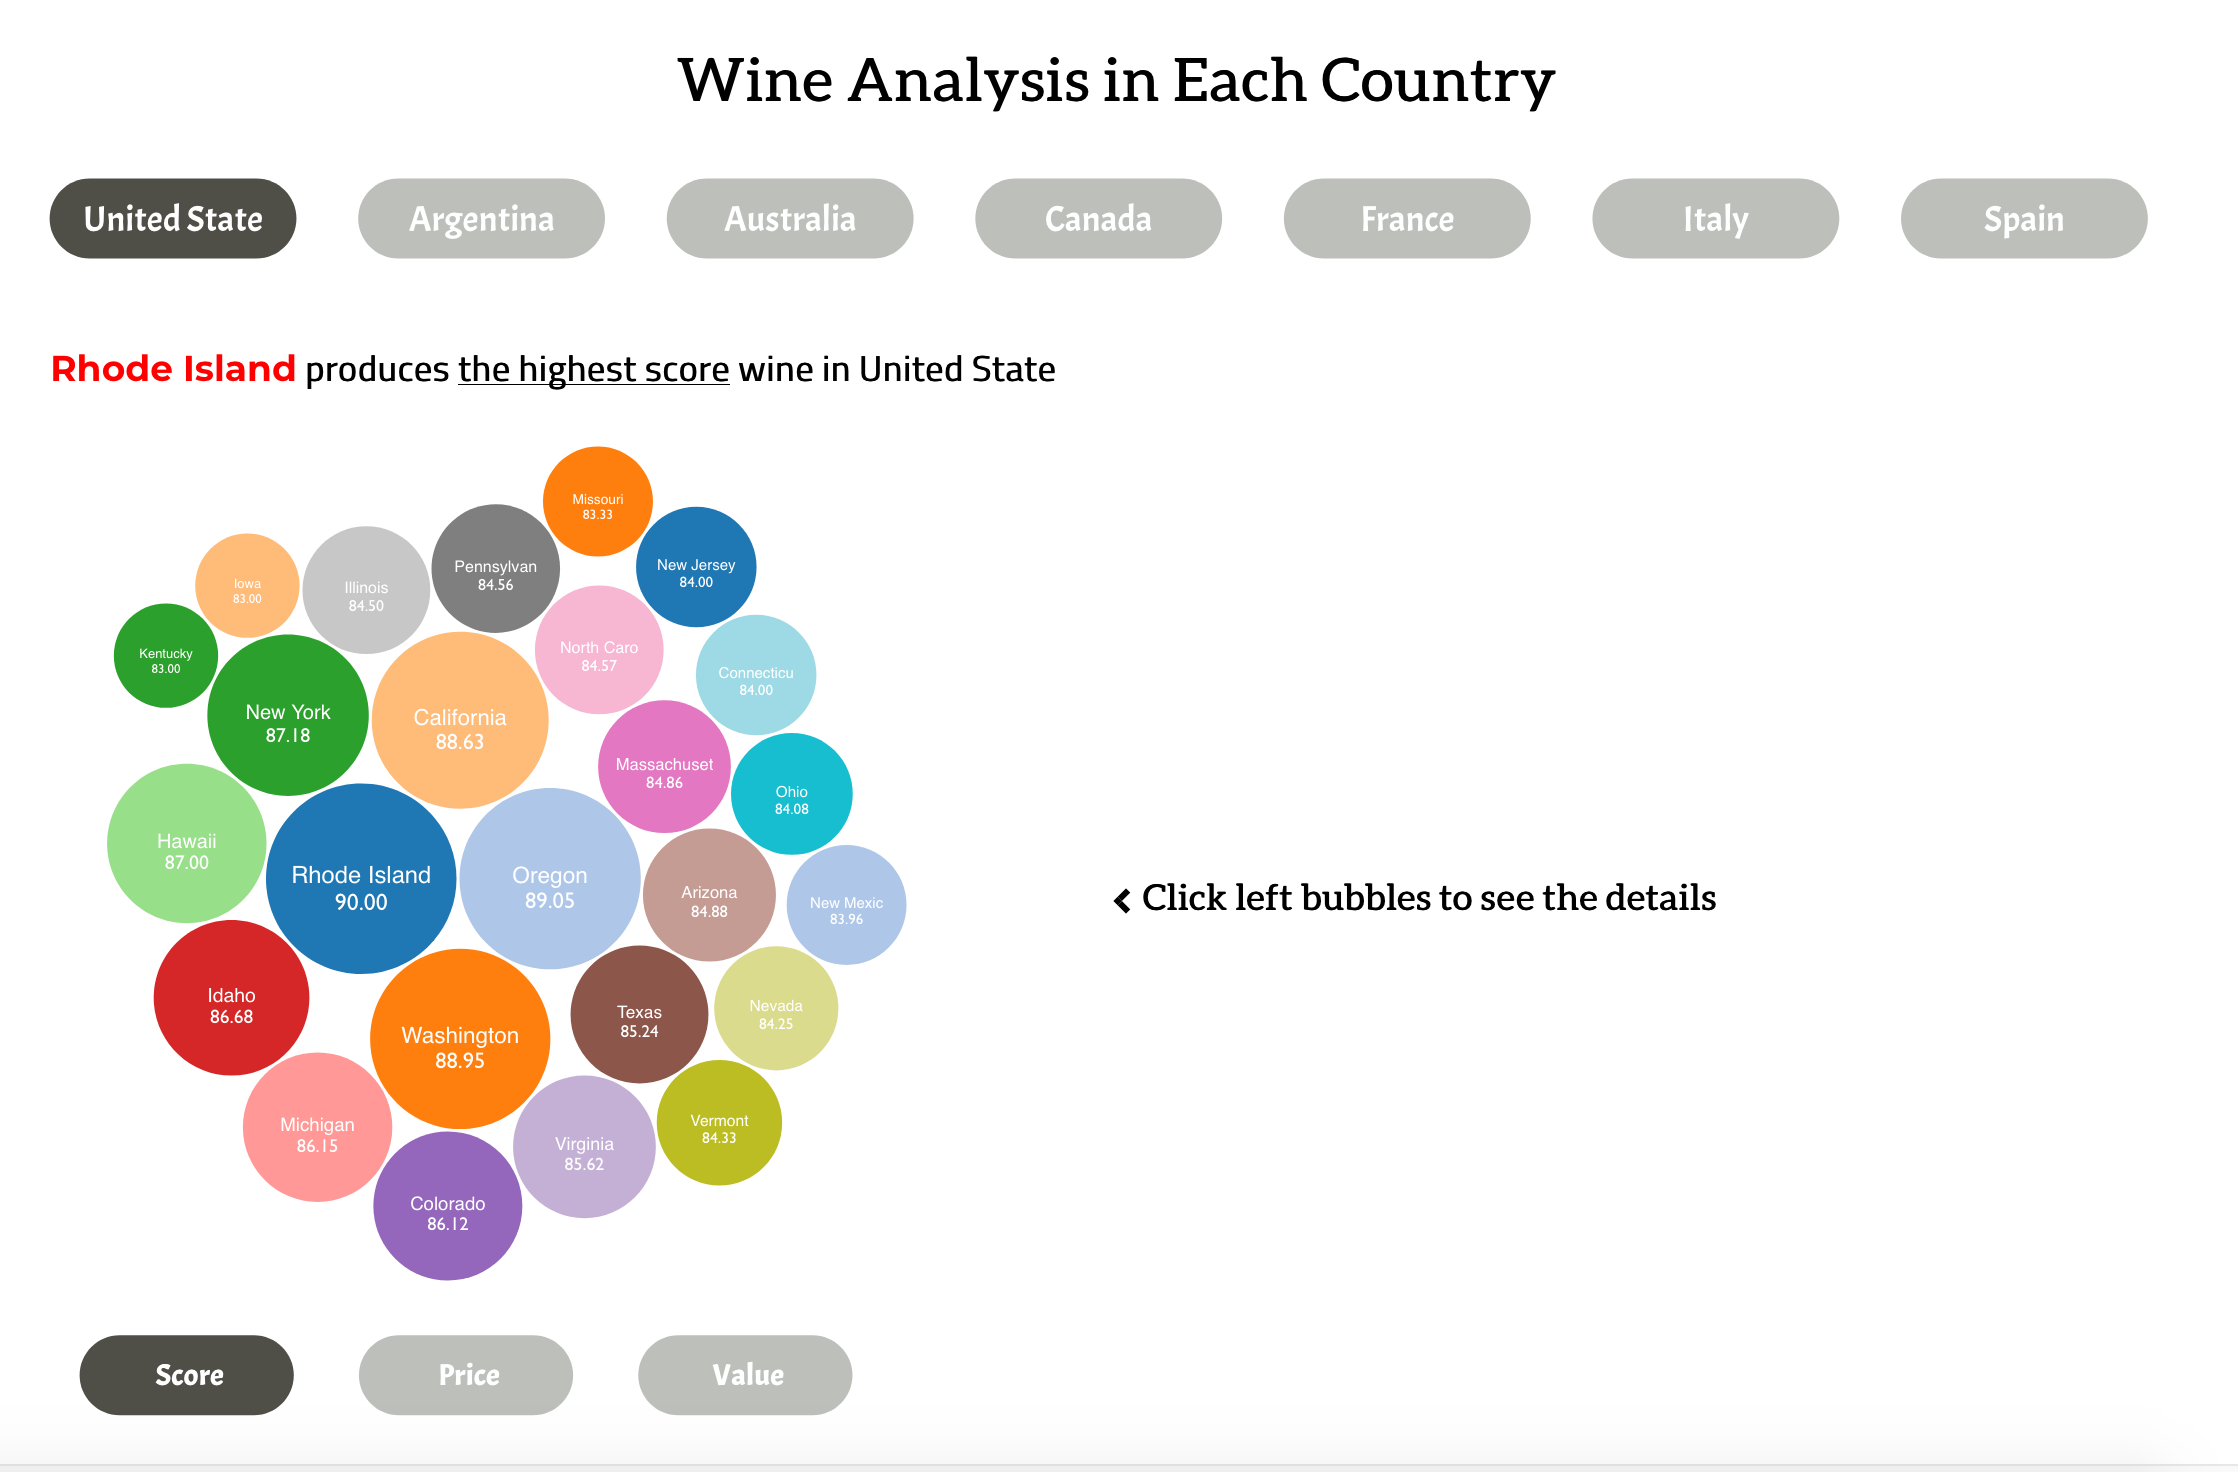 Wine Analysis in Each Country
United State
Argentina
Australia
Canada
France
Italy
Spain
Rhode Island produces the highest score wine in United State
Missouri
83.33
Pennsylvan
84.56
New Jersey
84.00
Iowa
83.00
Illinois
84.50
Kentucky
83.00
North Caro
84.57
Connecticu
84.00
New York
87.18
California
88.63
Massachuset
84.86
Ohio
84.08
Hawaii
87.00
Rhode Island
90.00
Oregon
89.05
Arizona
84.88
New Mexic
83.96
Click left bubbles to see the details
Idaho
86.68
Washington
88.95
Texas
85.24
Nevada
84.25
Michigan
86.15
Virginia
85.62
Vermont
84.33
Colorado
86.12
Score
Price
Value